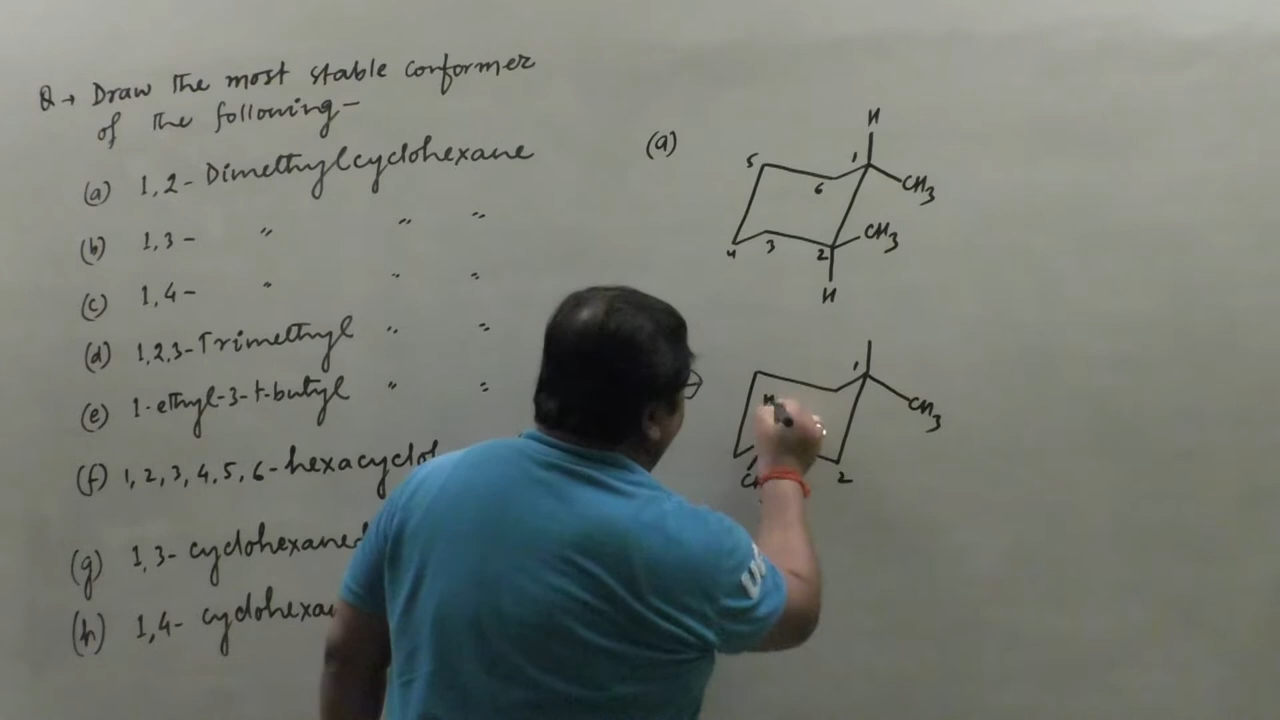 Q → Draw the most stable conformer
of the following –
(a) 1,2- Dimethylcyclohexane
(b) 1,3 - " " "
(c) 1,4- " " "
(d) 1,2,3-Trimethyl " "
(e) 1-ethyl-3-t-butyl " "
(f) 1, 2, 3, 4, 5, 6-hexacyclo
(g) 1,3- cyclohexaned
(h) 1,4- cyclohexa
(a)
H
5 6 1 CH3
4 3 2 CH3
H
1 CH3
H
2